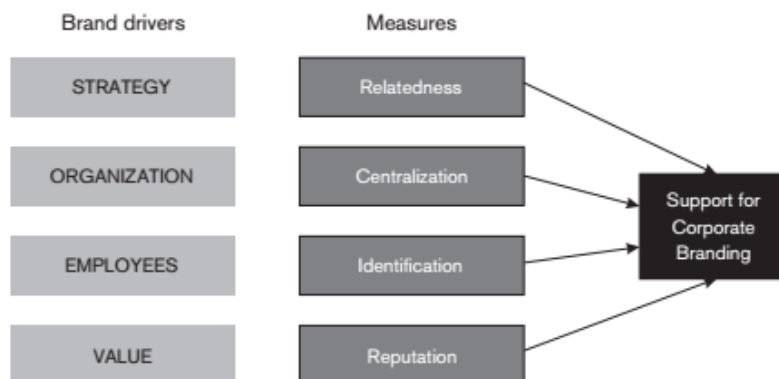 Brand drivers Measures
STRATEGY Relatedness
ORGANIZATION Centralization
Support for
Corporate
Branding
EMPLOYEES Identification
VALUE Reputation